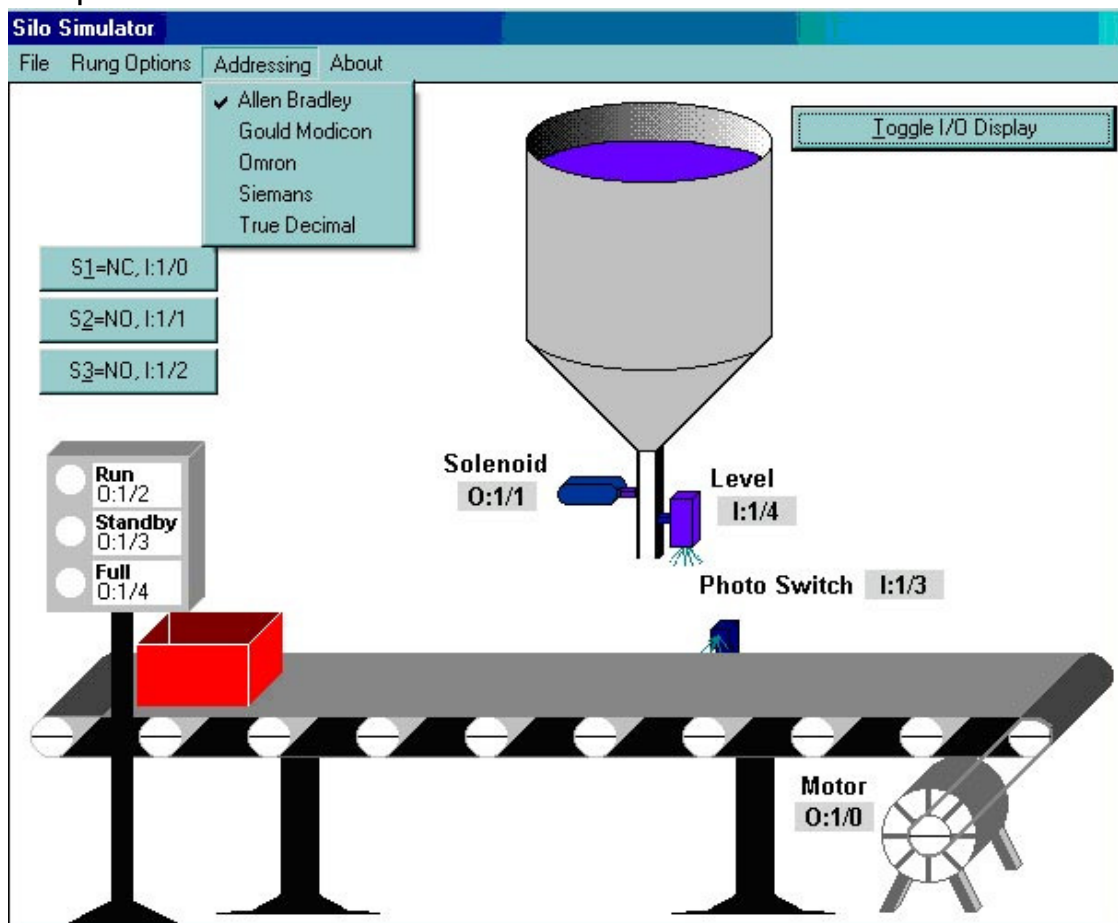 Silo Simulator
File Rung Options Addressing About
Allen Bradley
Gould Modicon
Omron
Siemans
True Decimal
Toggle I/O Display
S1=NC, I:1/0
S2=NO, I:1/1
S3=NO, I:1/2
Run
O:1/2
Standby
O:1/3
Full
O:1/4
Solenoid
O:1/1
Level
I:1/4
Photo Switch I:1/3
Motor
O:1/0